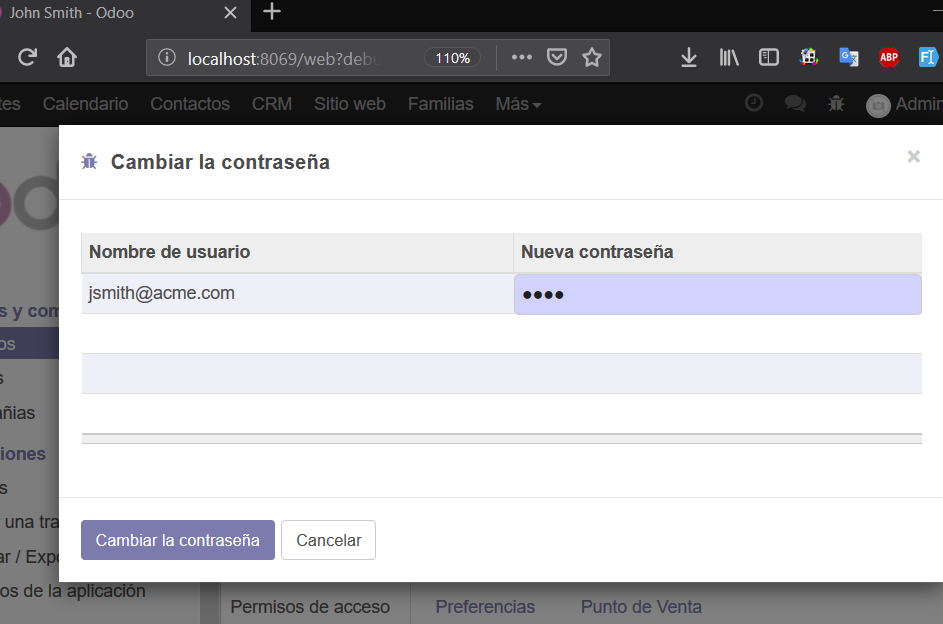 John Smith - Odoo
localhost:8069/web?debu
110%
ABP
Calendario Contactos CRM Sitio web Familias Más
Admin
Cambiar la contraseña
Nombre de usuario Nueva contraseña
jsmith@acme.com ●●●●
s y com
os
s
añias
iones
s
una tra
ar / Expo
os de la aplicación
Cambiar la contraseña Cancelar
Permisos de acceso Preferencias Punto de Venta